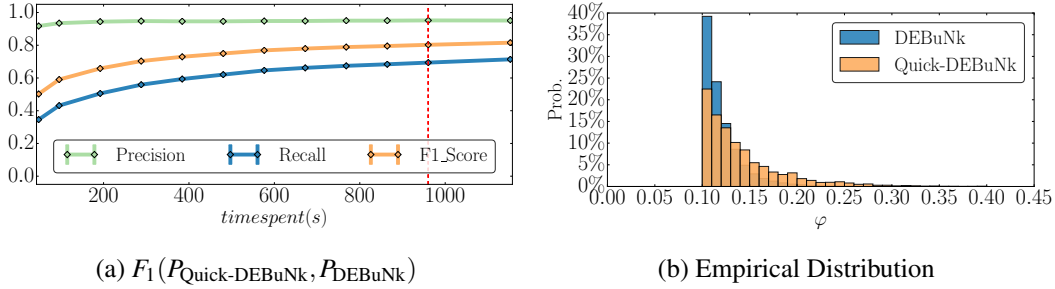 1.0
0.8
0.6
0.4
0.2
0.0
Precision Recall F1_Score
200 400 600 800 1000
timespent(s)
(a) F1(PQuick-DEBuNk, PDEBuNk)
40%
35%
30%
25%
20%
15%
10%
5%
0%
Prob.
DEBuNk
Quick-DEBuNk
0.00 0.05 0.10 0.15 0.20 0.25 0.30 0.35 0.40 0.45
φ
(b) Empirical Distribution